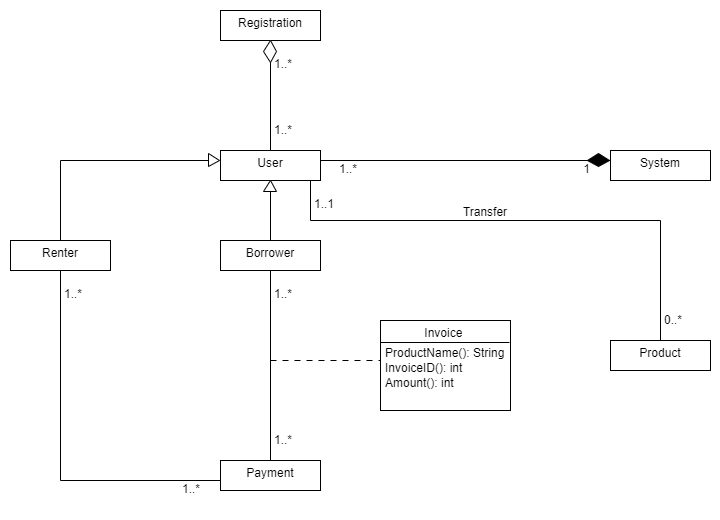 Registration
1..*
1..*
User
1..*
1
System
1..1
Transfer
Renter
Borrower
1..*
1..*
0..*
Invoice
ProductName(): String
InvoiceID(): int
Amount(): int
Product
1..*
Payment
1..*